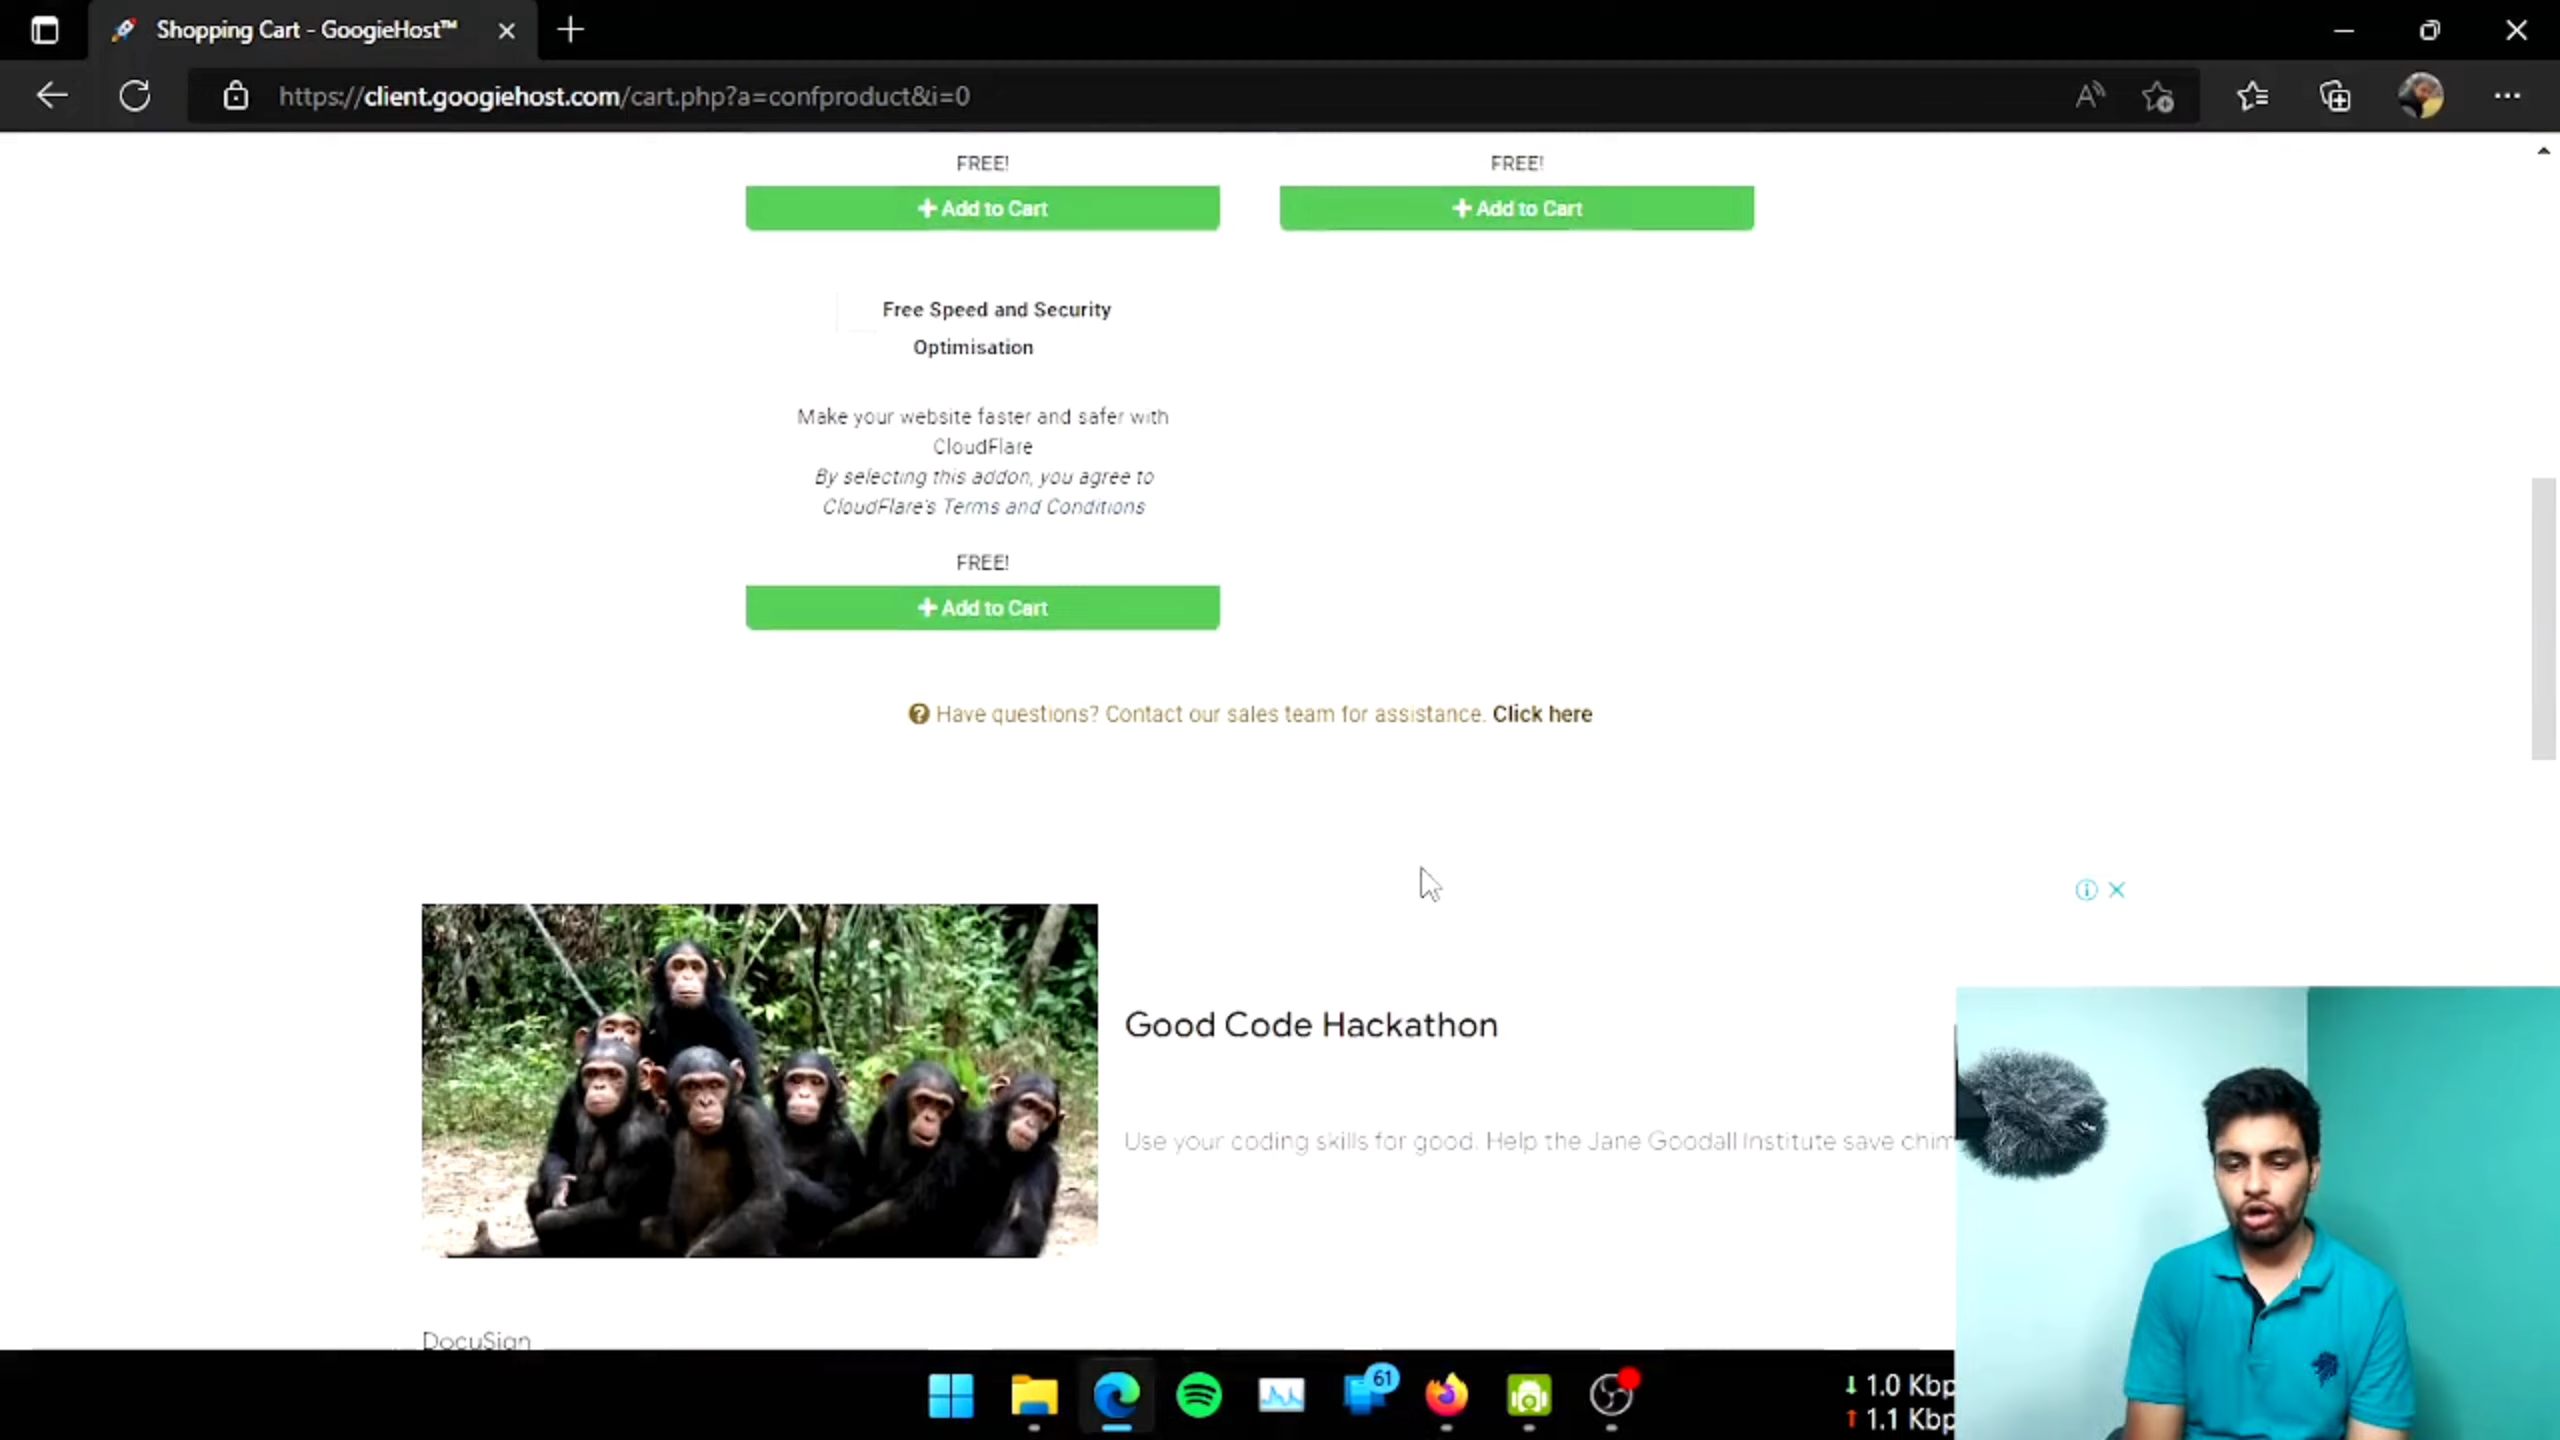 Shopping Cart - GoogieHost™
https://client.googiehost.com/cart.php?a=confproduct&i=0
FREE!
FREE!
Add to Cart
Add to Cart
Free Speed and Security
Optimisation
Make your website faster and safer with
CloudFlare
By selecting this addon, you agree to
CloudFlare's Terms and Conditions
FREE!
Add to Cart
Have questions? Contact our sales team for assistance. Click here
Good Code Hackathon
Use your coding skills for good. Help the Jane Goodall Institute save chim
DocuSign
61
1.0 Kbp
1.1 Kbp